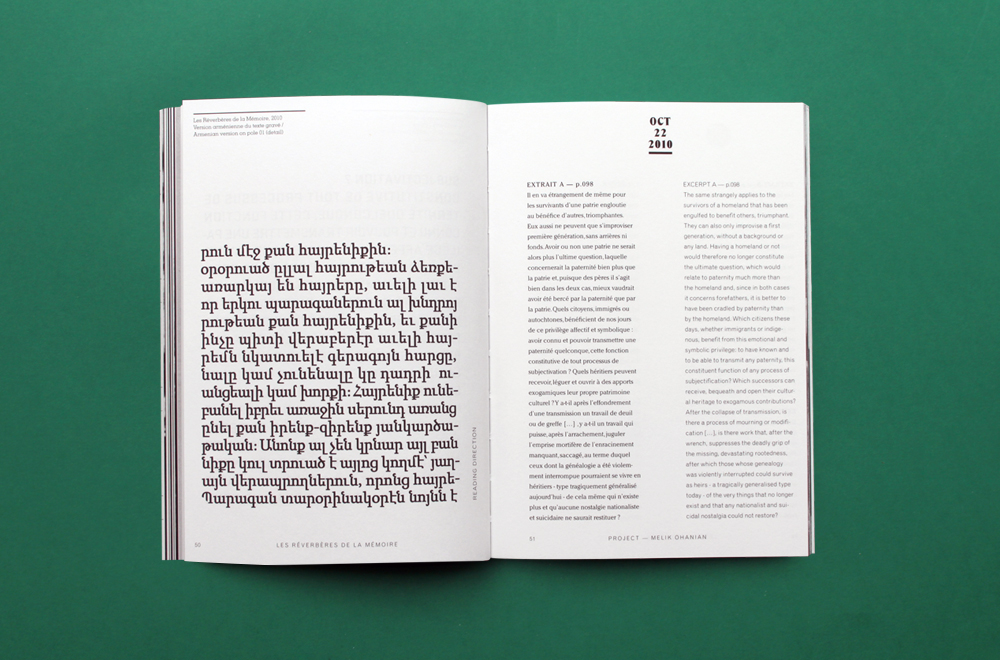 Les Réverbères de la Mémoire, 2010
Version arménienne du texte gravé /
Armenian version on pole 01 (detail)
րուն մէջ քան հայրենիքին:
օրօրուած ըլլալ հայրութեան ձեռքե-
առարկայ են հայրերը, աւելի լաւ է
որ երկու պարագաներուն ալ խնդրոյ
րութեան քան հայրենիքին, եւ քանի
ինչը պիտի վերաբերէր աւելի հայ-
րեմն նկատուելէ գերագոյն հարցը,
նալը կամ չունենալը կը դադրի ու-
անցեալի կամ խորքի: Հայրենիք ունե-
բանել իբրեւ առաջին սերունդ առանց
ընել քան իրենք-զիրենք յանկարծա-
թական: Անոնք ալ չեն կրնար այլ բան
նիքը կուլ տրուած է այլոց կողմէ՝ յաղ-
այն վերապրողներուն, որոնց հայրե-
Պարագան տարօրինակօրէն նոյնն է
READING DIRECTION
50
LES RÉVERBÈRES DE LA MÉMOIRE
OCT
22
2010
EXTRAIT A — p.098
Il en va étrangement de même pour
les survivants d'une patrie engloutie
au bénéfice d'autres, triomphantes.
Eux aussi ne peuvent que s'improviser
première génération, sans arrières ni
fonds. Avoir ou non une patrie ne serait
alors plus l'ultime question, laquelle
concernerait la paternité bien plus que
la patrie et, puisque des pères il s'agit
bien dans les deux cas, mieux vaudrait
avoir été bercé par la paternité que par
la patrie. Quels citoyens, immigrés ou
autochtones, bénéficient de nos jours
de ce privilège affectif et symbolique :
avoir connu et pouvoir transmettre une
paternité quelconque, cette fonction
constitutive de tout processus de
subjectivation ? Quels héritiers peuvent
recevoir, léguer et ouvrir à des apports
exogamiques leur propre patrimoine
culturel ? Y a-t-il après l'effondrement
d'une transmission un travail de deuil
ou de greffe [...] , y a-t-il un travail qui
puisse, après l'arrachement, juguler
l'emprise mortifère de l'enracinement
manquant, saccagé, au terme duquel
ceux dont la généalogie a été violem-
ment interrompue pourraient se vivre en
héritiers - type tragiquement généralisé
aujourd'hui - de cela même qui n'existe
plus et qu'aucune nostalgie nationaliste
et suicidaire ne saurait restituer ?
EXCERPT A — p.098
The same strangely applies to the
survivors of a homeland that has been
engulfed to benefit others, triumphant.
They can also only improvise a first
generation, without a background or
any land. Having a homeland or not
would therefore no longer constitute
the ultimate question, which would
relate to paternity much more than
the homeland and, since in both cases
it concerns forefathers, it is better to
have been cradled by paternity than
by the homeland. Which citizens these
days, whether immigrants or indige-
nous, benefit from this emotional and
symbolic privilege: to have known and
to be able to transmit any paternity, this
constituent function of any process of
subjectification? Which successors can
receive, bequeath and open their cultur-
al heritage to exogamous contributions?
After the collapse of transmission, is
there a process of mourning or modifi-
cation [...], is there work that, after the
wrench, suppresses the deadly grip of
the missing, devastating rootedness,
after which those whose genealogy
was violently interrupted could survive
as heirs - a tragically generalised type
today - of the very things that no longer
exist and that any nationalist and sui-
cidal nostalgia could not restore?
51
PROJECT — MELIK OHANIAN